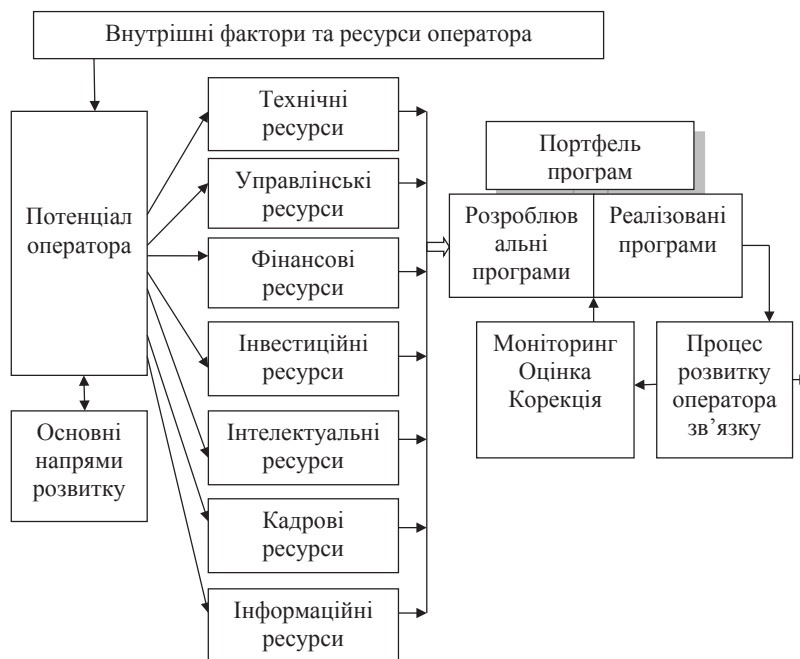 Внутрішні фактори та ресурси оператора
Потенціал
оператора
Основні
напрями
розвитку
Технічні
ресурси
Управлінські
ресурси
Фінансові
ресурси
Інвестиційні
ресурси
Інтелектуальні
ресурси
Кадрові
ресурси
Інформаційні
ресурси
Портфель
програм
Розроблюв
альні
програми
Реалізовані
програми
Моніторинг
Оцінка
Корекція
Процес
розвитку
оператора
зв’язку